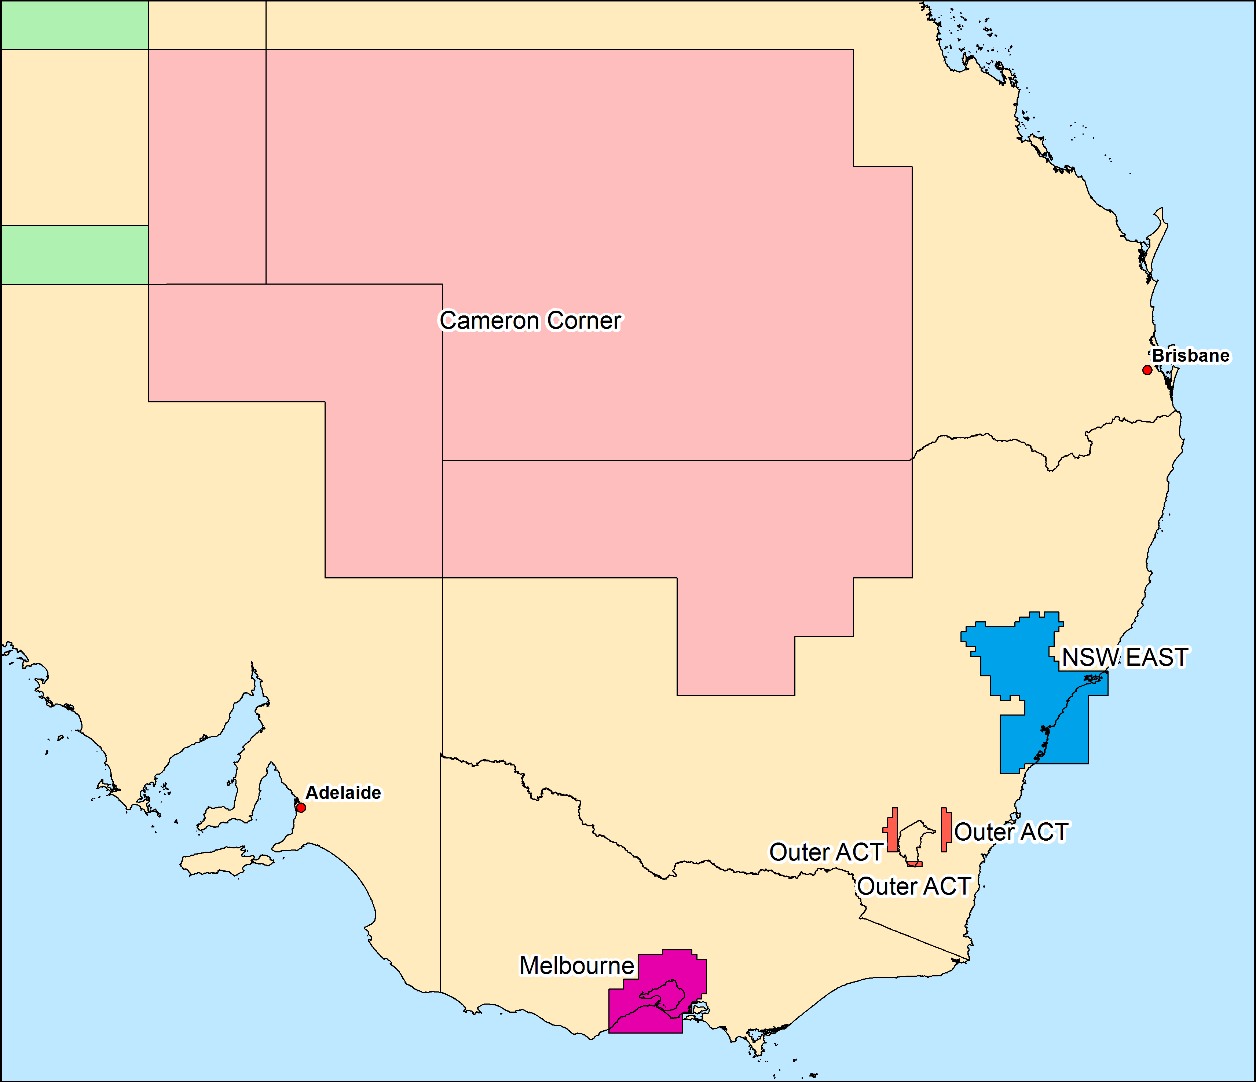 Cameron Corner
Brisbane
NSW EAST
Adelaide
Outer ACT
Outer ACT
Outer ACT
Melbourne